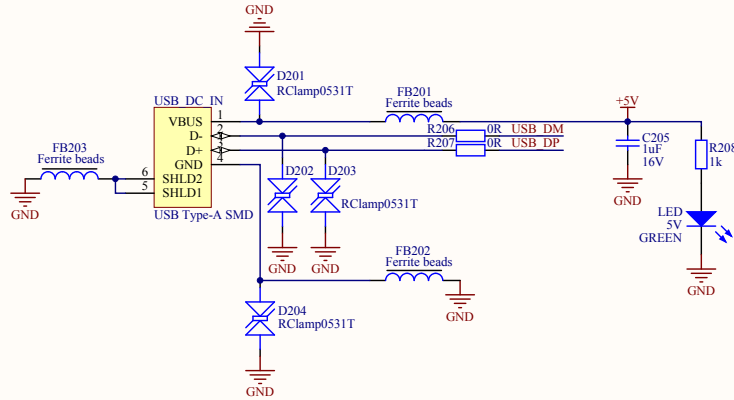 GND
D201
RClamp0531T
USB_DC_IN
VBUS 1
D- 2
D+ 3
GND 4
6 SHLD2
5 SHLD1
USB Type-A SMD
FB203
Ferrite beads
GND
FB201
Ferrite beads
R206 0R USB_DM
R207 0R USB_DP
+5V
C205
1uF
16V
GND
R208
1k
LED
5V
GREEN
GND
D202
D203
RClamp0531T
GND
GND
FB202
Ferrite beads
GND
D204
RClamp0531T
GND